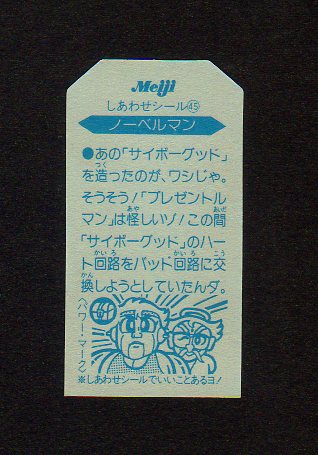 Meiji
しあわせシール㊺
ノーベルマン
●あの「サイボーグッド」
を造ったのが、ワシじゃ。
そうそう!「プレゼントル
マン」は怪しいゾ!この間
「サイボーグッド」のハー
ト回路をバッド回路に交
換しようとしていたんダ。
〈パワー・マーク〉
※しあわせシールでいいことあるヨ!